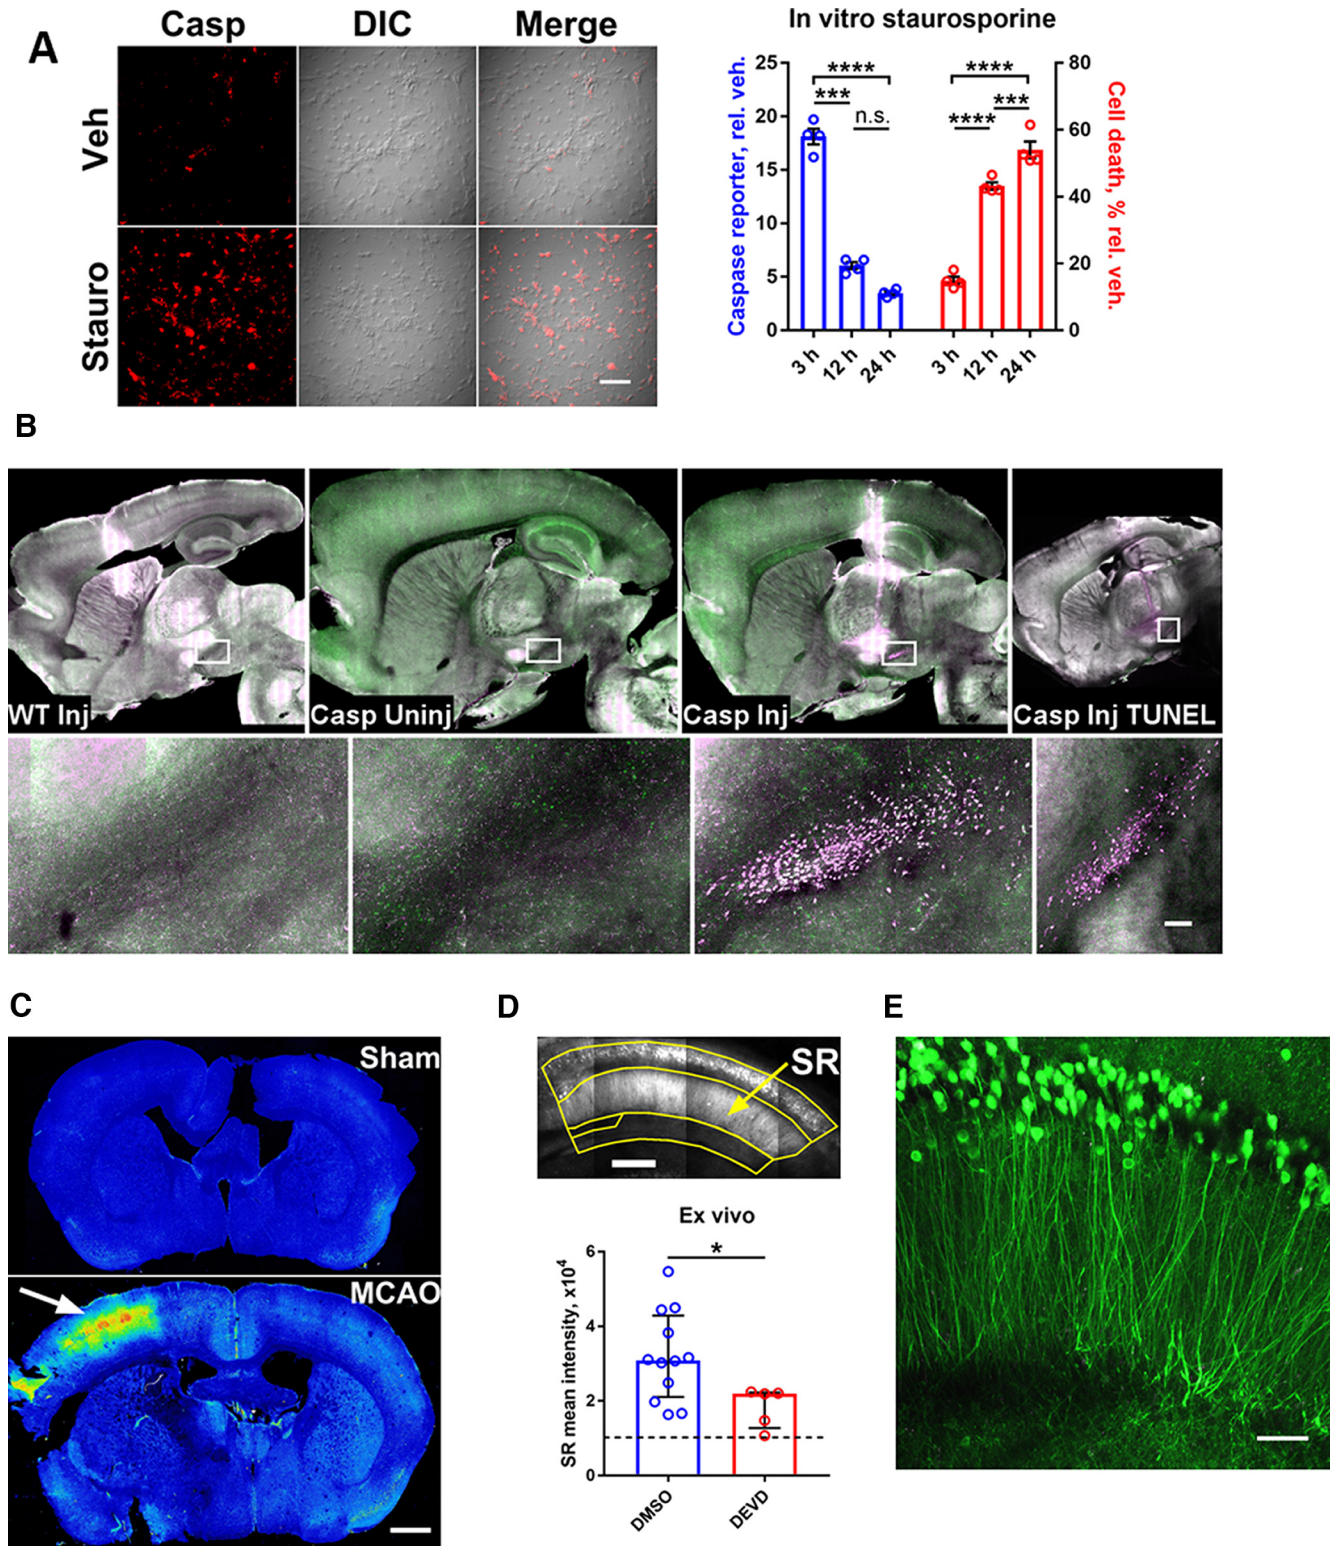 A
Casp
DIC
Merge
Veh
Stauro
In vitro staurosporine
Caspase reporter, rel. veh.
25
20
15
10
5
0
****
***
n.s.
****
***
****
80
60
40
20
0
Cell death, % rel. veh.
3 h
12 h
24 h
3 h
12 h
24 h
B
WT Inj
Casp Uninj
Casp Inj
Casp Inj TUNEL
C
Sham
MCAO
D
SR
Ex vivo
SR mean intensity, x10⁴
6
4
2
0
*
DMSO
DEVD
E